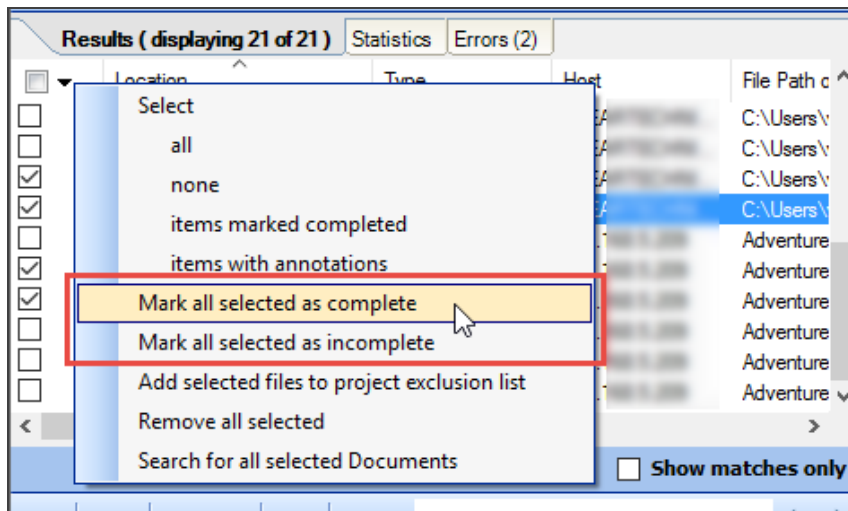 Results ( displaying 21 of 21 ) Statistics Errors (2)
Location Type Host File Path o
Select
all
none
items marked completed
items with annotations
Mark all selected as complete
Mark all selected as incomplete
Add selected files to project exclusion list
Remove all selected
Search for all selected Documents
C:\Users\
C:\Users\
C:\Users\
C:\Users\
Adventure
Adventure
Adventure
Adventure
Adventure
Adventure
Show matches only